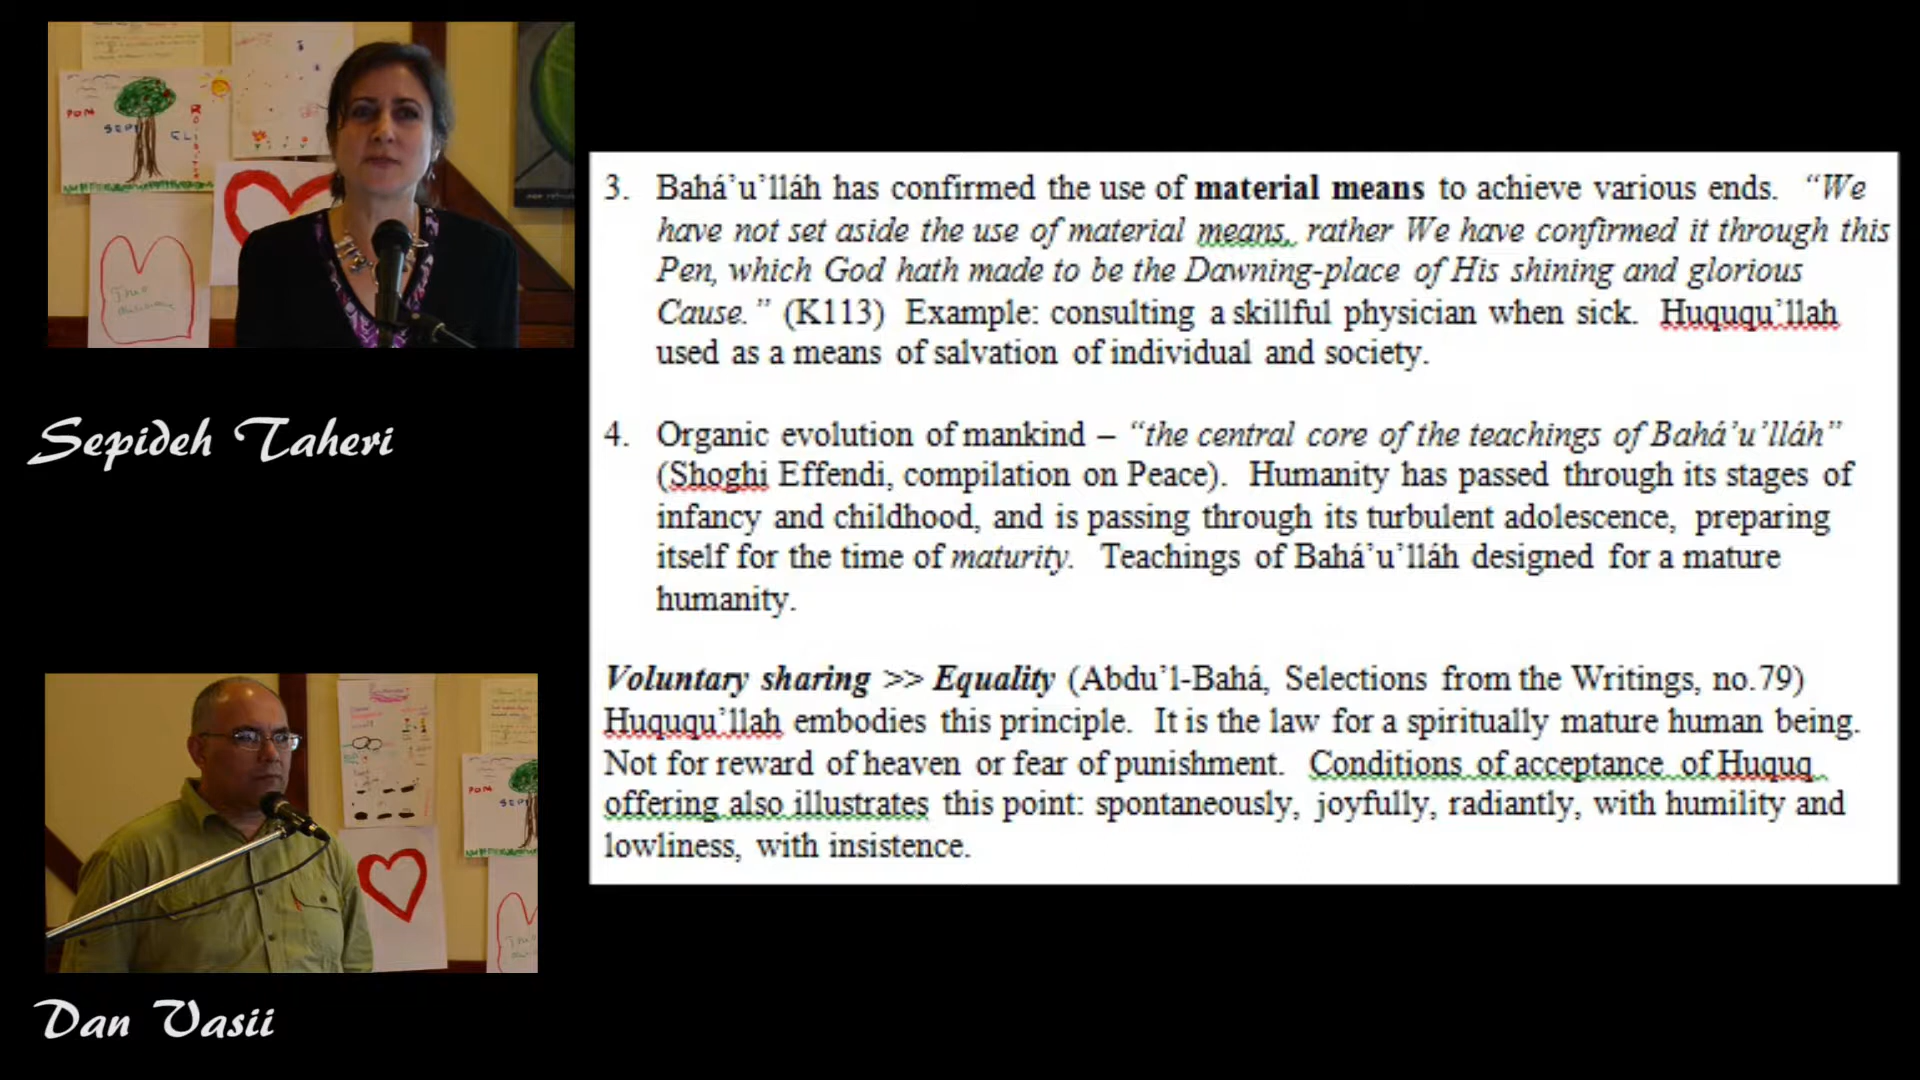 PON
SEPI
ELI
Sepideh Taheri
PON
SEPI
Dan Vasii
3. Bahá’u’lláh has confirmed the use of material means to achieve various ends. “We
have not set aside the use of material means, rather We have confirmed it through this
Pen, which God hath made to be the Dawning-place of His shining and glorious
Cause.” (K113) Example: consulting a skillful physician when sick. Huququ’llah
used as a means of salvation of individual and society.
4. Organic evolution of mankind – “the central core of the teachings of Bahá’u’lláh”
(Shoghi Effendi, compilation on Peace). Humanity has passed through its stages of
infancy and childhood, and is passing through its turbulent adolescence, preparing
itself for the time of maturity. Teachings of Bahá’u’lláh designed for a mature
humanity.
Voluntary sharing >> Equality (Abdu’l-Bahá, Selections from the Writings, no.79)
Huququ’llah embodies this principle. It is the law for a spiritually mature human being.
Not for reward of heaven or fear of punishment. Conditions of acceptance of Huquq
offering also illustrates this point: spontaneously, joyfully, radiantly, with humility and
lowliness, with insistence.